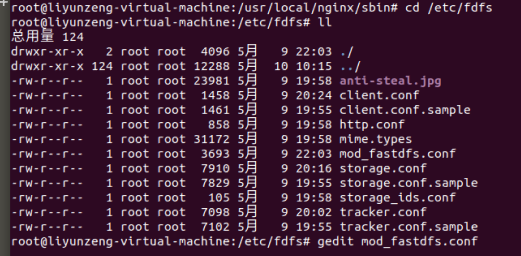 root@liyunzeng-virtual-machine:/usr/local/nginx/sbin# cd /etc/fdfs
root@liyunzeng-virtual-machine:/etc/fdfs# ll
总用量 124
drwxr-xr-x 2 root root 4096 5月 9 22:03 ./
drwxr-xr-x 124 root root 12288 5月 10 10:15 ../
-rw-r--r-- 1 root root 23981 5月 9 19:58 anti-steal.jpg
-rw-r--r-- 1 root root 1458 5月 9 20:24 client.conf
-rw-r--r-- 1 root root 1461 5月 9 19:55 client.conf.sample
-rw-r--r-- 1 root root 858 5月 9 19:58 http.conf
-rw-r--r-- 1 root root 31172 5月 9 19:58 mime.types
-rw-r--r-- 1 root root 3693 5月 9 22:03 mod_fastdfs.conf
-rw-r--r-- 1 root root 7910 5月 9 20:16 storage.conf
-rw-r--r-- 1 root root 7829 5月 9 19:55 storage.conf.sample
-rw-r--r-- 1 root root 105 5月 9 19:58 storage_ids.conf
-rw-r--r-- 1 root root 7098 5月 9 20:02 tracker.conf
-rw-r--r-- 1 root root 7102 5月 9 19:55 tracker.conf.sample
root@liyunzeng-virtual-machine:/etc/fdfs# gedit mod_fastdfs.conf